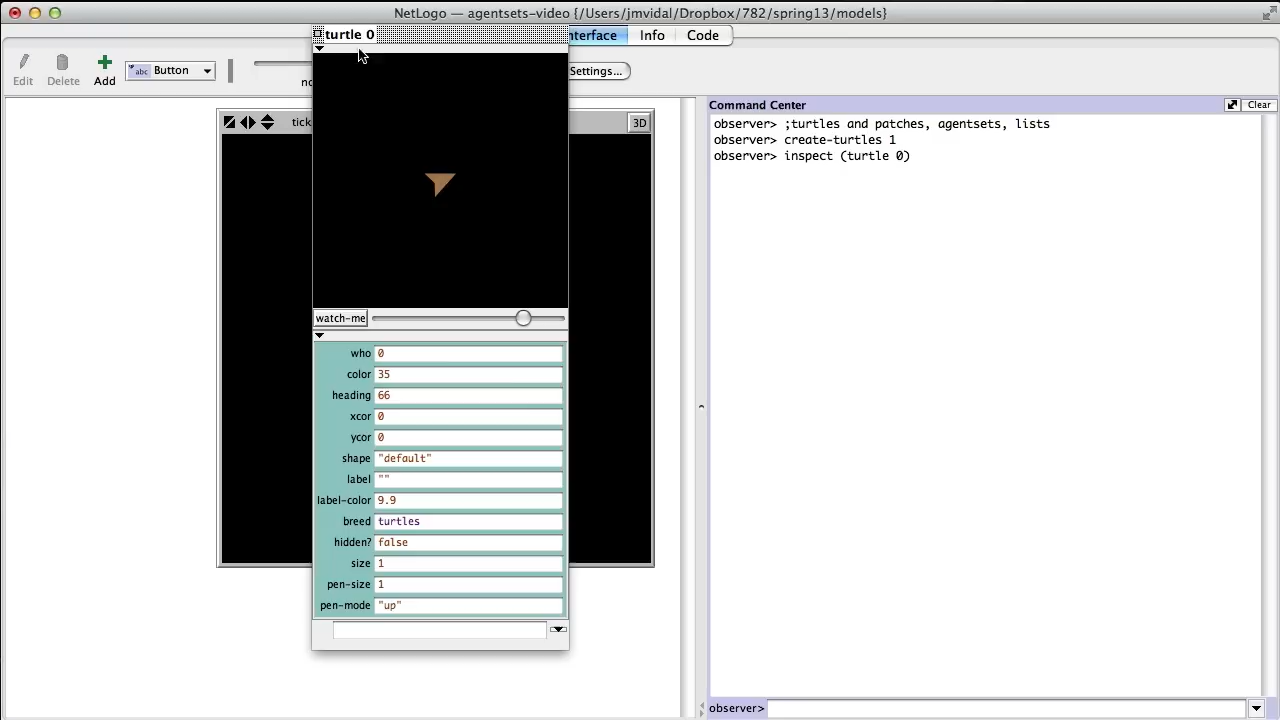 NetLogo — agentsets-video {/Users/jmvidal/Dropbox/782/spring13/models}
turtle 0
Info
Code
Edit
Delete
Add
abc Button
Settings...
tick
3D
Command Center
Clear
observer> ;turtles and patches, agentsets, lists
observer> create-turtles 1
observer> inspect (turtle 0)
watch-me
who 0
color 35
heading 66
xcor 0
ycor 0
shape "default"
label ""
label-color 9.9
breed turtles
hidden? false
size 1
pen-size 1
pen-mode "up"
observer>